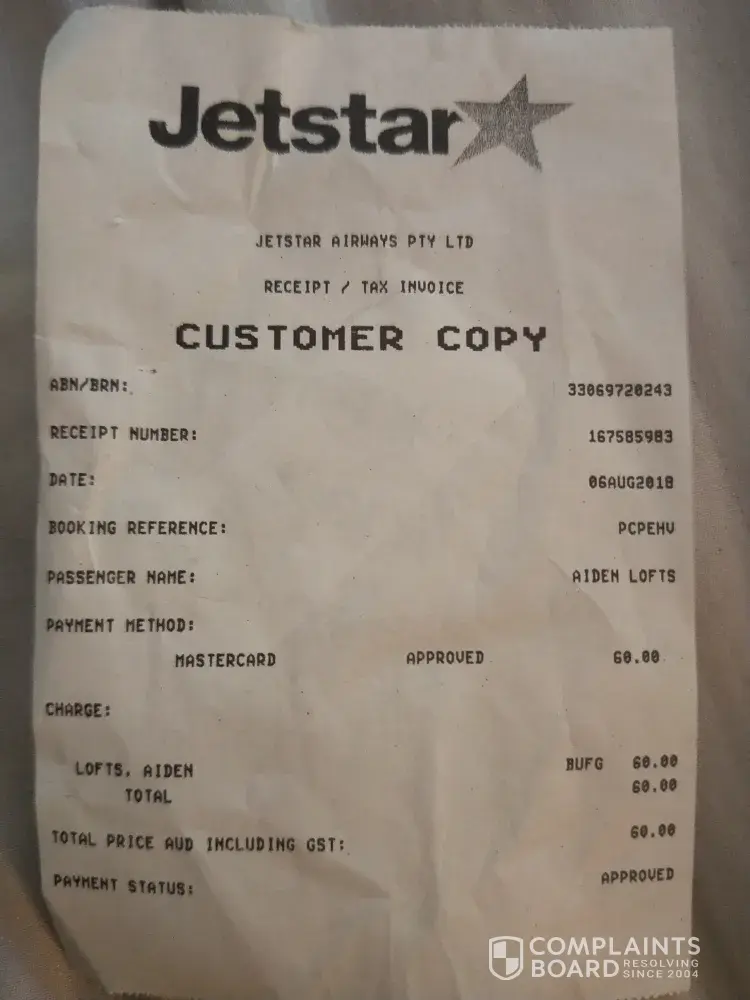 Jetstar
JETSTAR AIRWAYS PTY LTD
RECEIPT / TAX INVOICE
CUSTOMER COPY
ABN/BRN: 33069720243
RECEIPT NUMBER: 167585983
DATE: 06AUG2018
BOOKING REFERENCE: PCPEHV
PASSENGER NAME: AIDEN LOFTS
PAYMENT METHOD:
MASTERCARD APPROVED 60.00
CHARGE:
LOFTS, AIDEN BUFG 60.00
TOTAL 60.00
TOTAL PRICE AUD INCLUDING GST: 60.00
PAYMENT STATUS: APPROVED
COMPLAINTS
BOARD RESOLVING
SINCE 2004